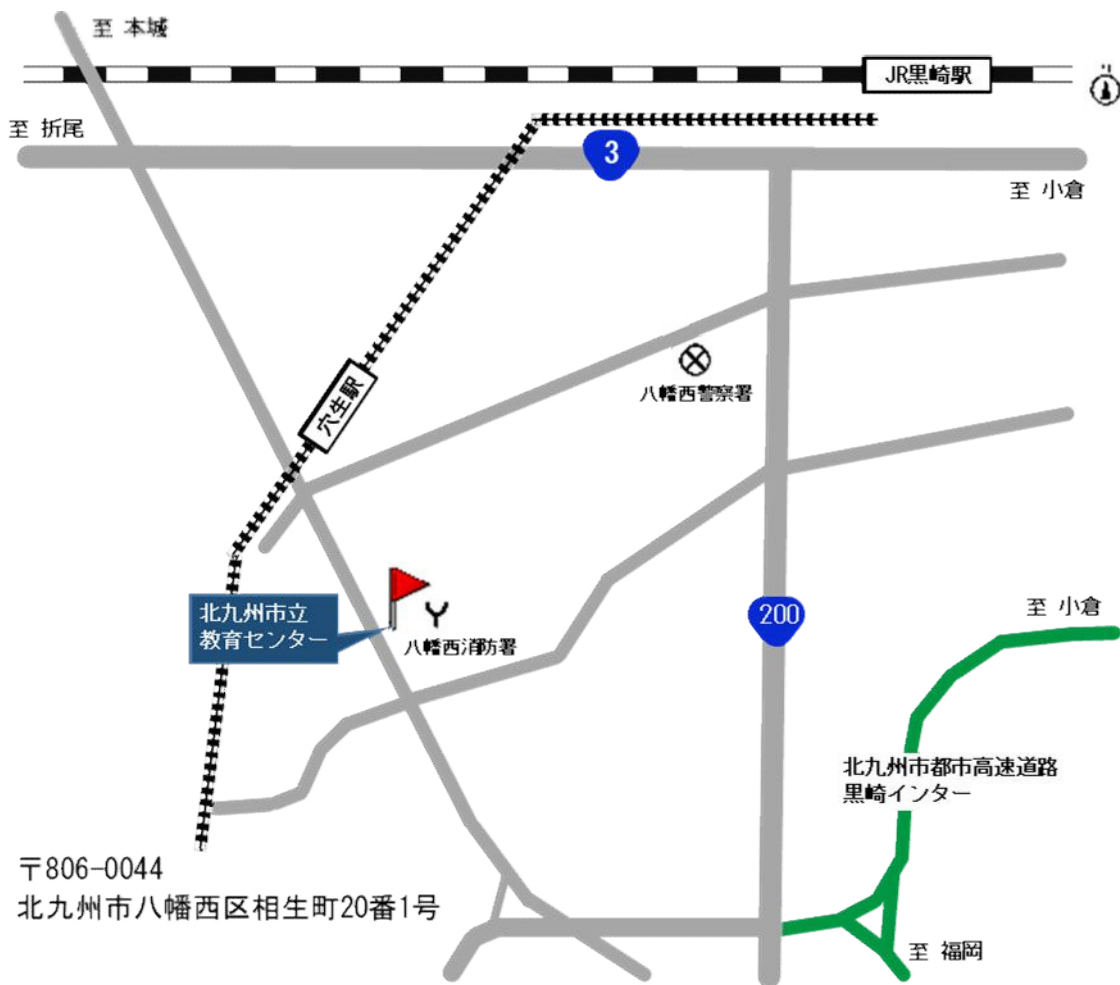 至 本城
JR黒崎駅
至 折尾
3
至 小倉
八幡西警察署
穴生駅
北九州市立
教育センター
八幡西消防署
200
至 小倉
北九州市都市高速道路
黒崎インター
〒806-0044
北九州市八幡西区相生町20番1号
至 福岡